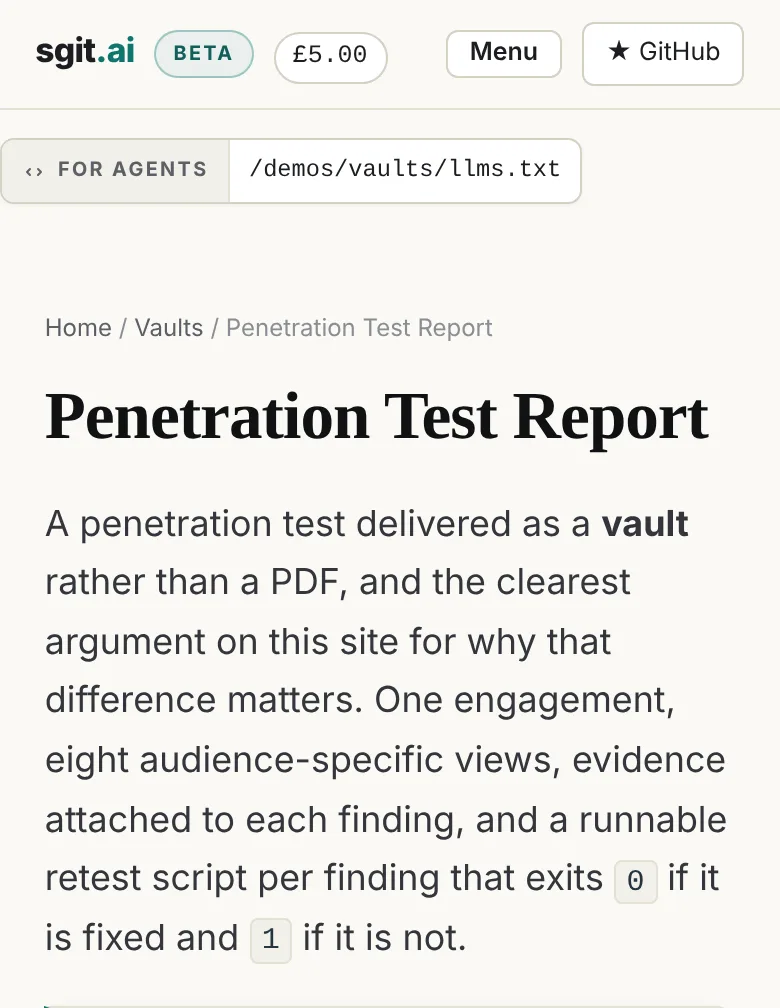 sgit.ai BETA £5.00 Menu ★ GitHub
‹› FOR AGENTS /demos/vaults/llms.txt
Home / Vaults / Penetration Test Report
Penetration Test Report
A penetration test delivered as a vault
rather than a PDF, and the clearest
argument on this site for why that
difference matters. One engagement,
eight audience-specific views, evidence
attached to each finding, and a runnable
retest script per finding that exits 0 if it
is fixed and 1 if it is not.